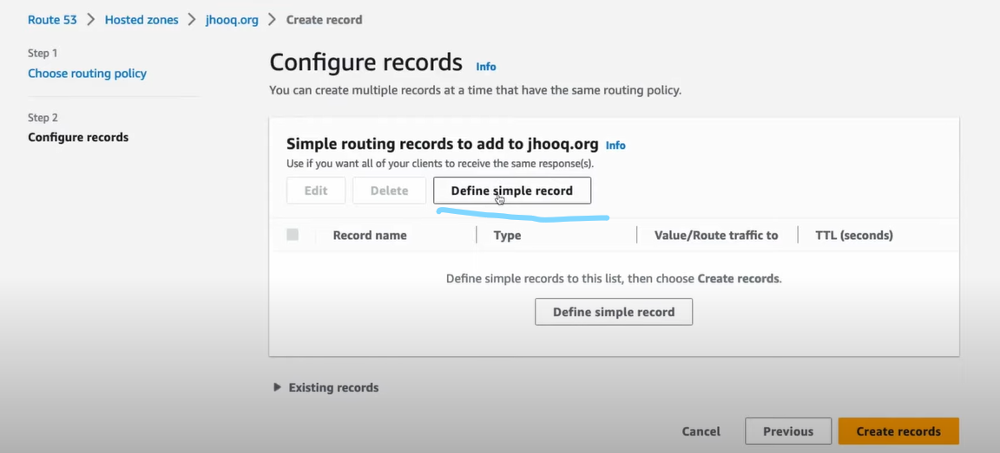 Route 53 > Hosted zones > jhooq.org > Create record
Step 1
Choose routing policy
Step 2
Configure records
Configure records Info
You can create multiple records at a time that have the same routing policy.
Simple routing records to add to jhooq.org Info
Use if you want all of your clients to receive the same response(s).
Edit Delete Define simple record
Record name Type Value/Route traffic to TTL (seconds)
Define simple records to this list, then choose Create records.
Define simple record
Existing records
Cancel Previous Create records